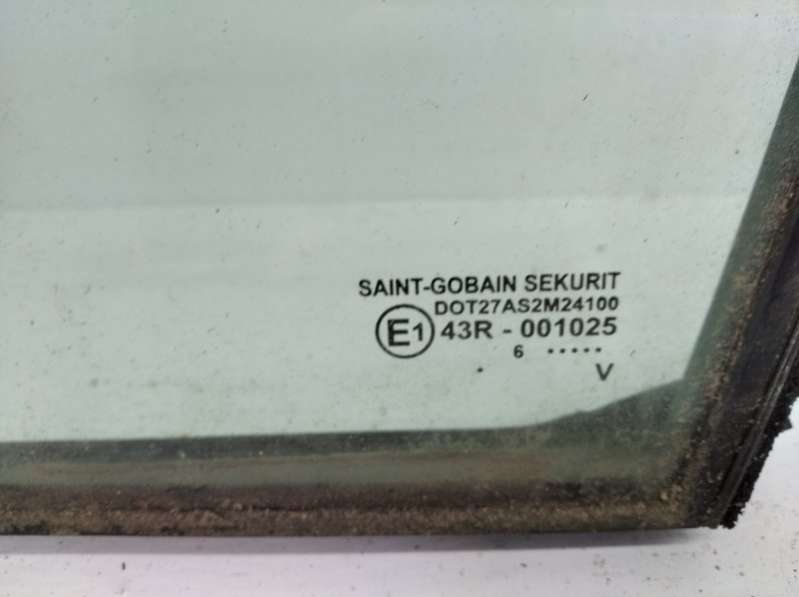 SAINT-GOBAIN SEKURIT
DOT27AS2M24100
E1 43R - 001025
6 •••••
V